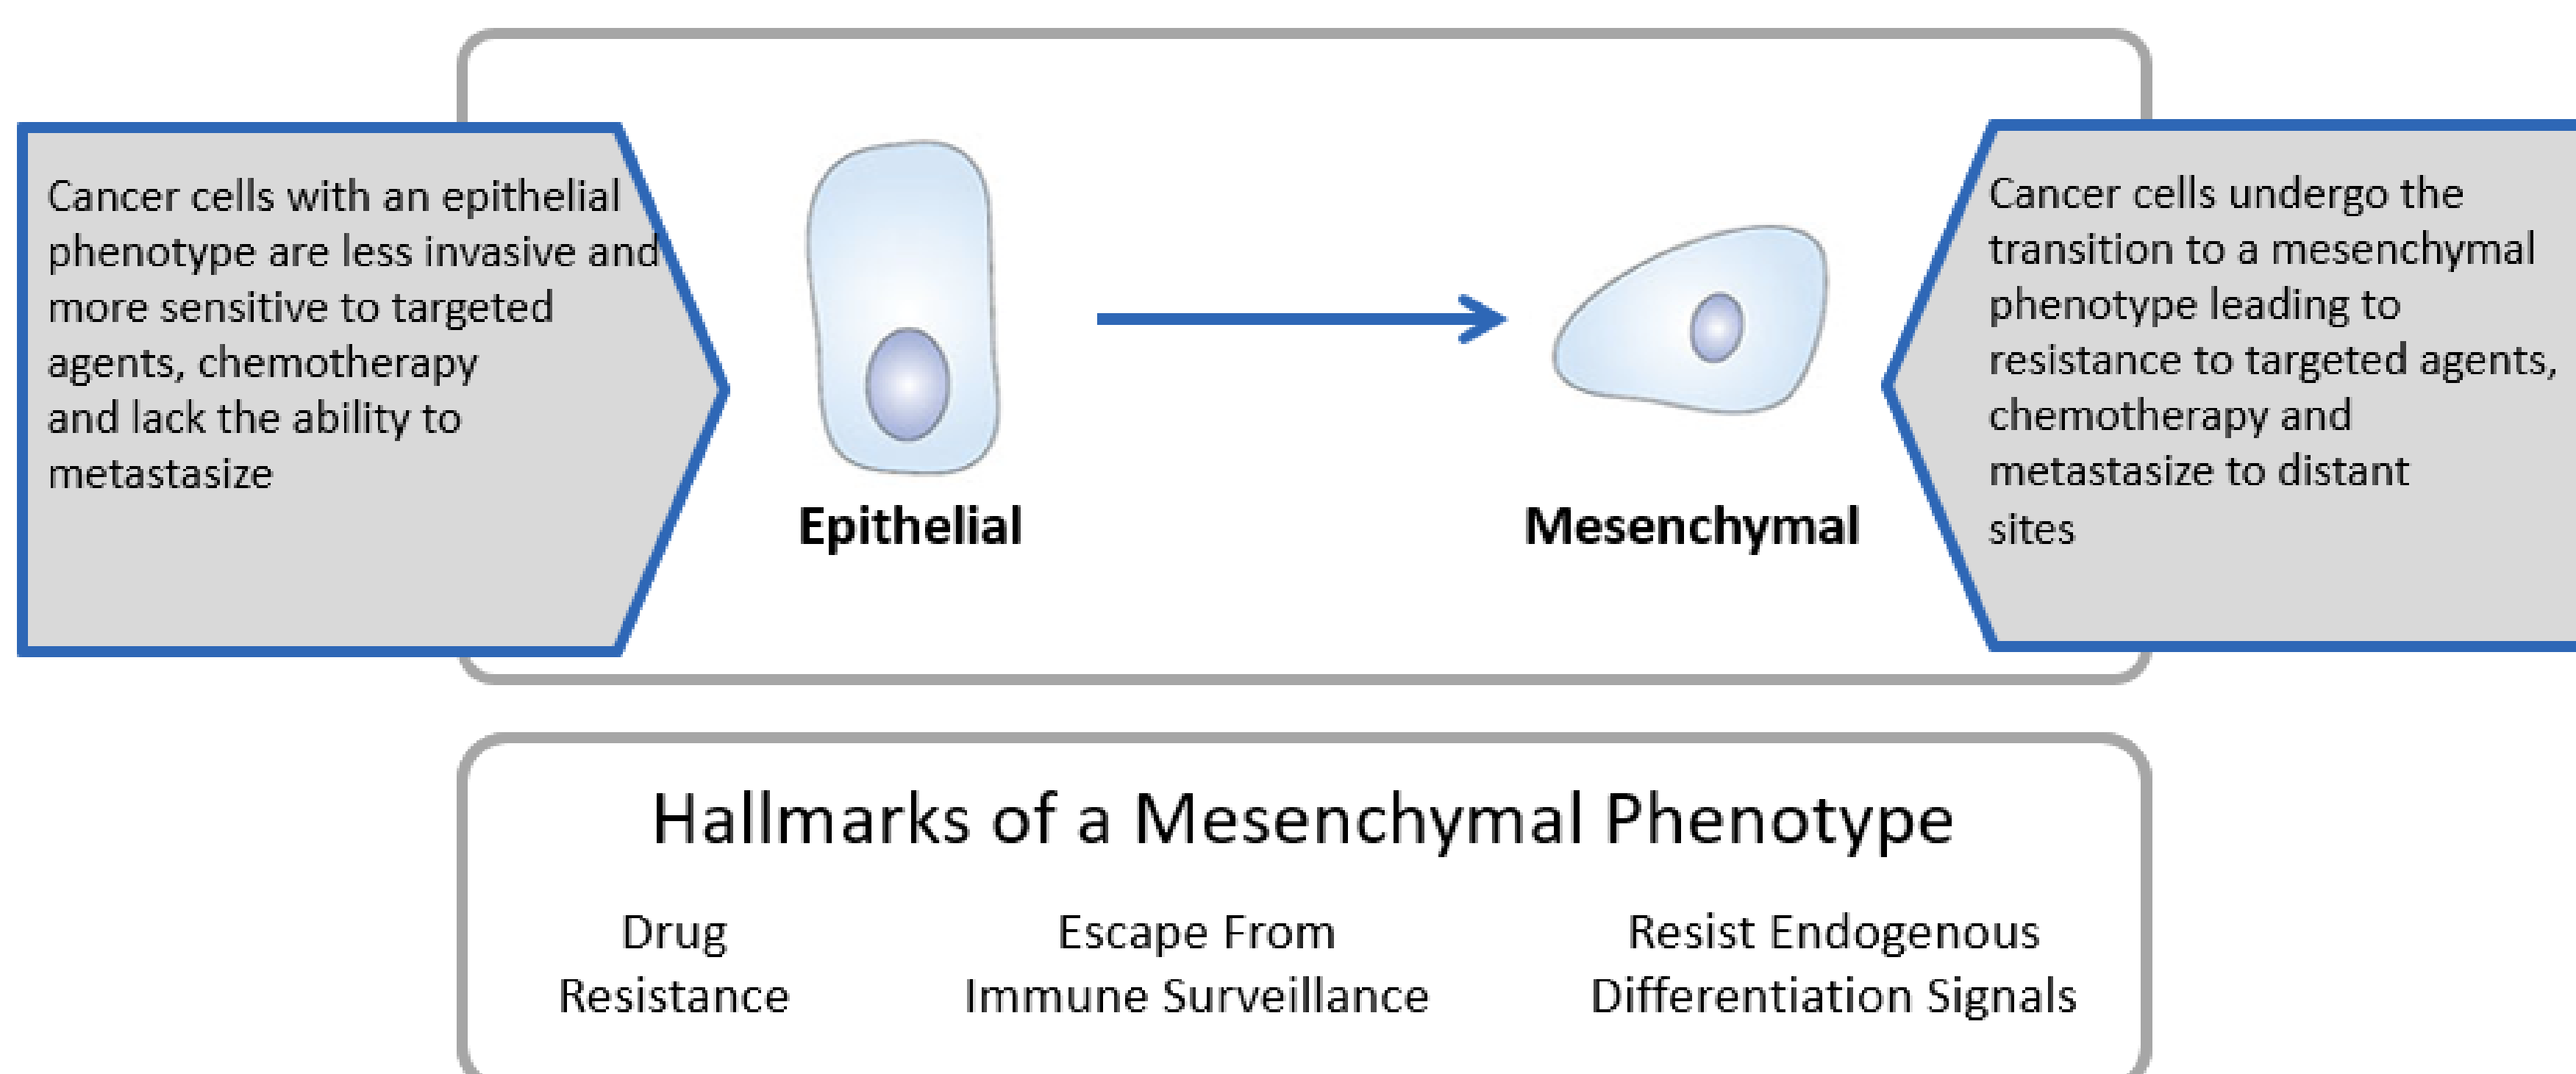 Cancer cells with an epithelial
phenotype are less invasive and
more sensitive to targeted
agents, chemotherapy
and lack the ability to
metastasize
Epithelial
Mesenchymal
Cancer cells undergo the
transition to a mesenchymal
phenotype leading to
resistance to targeted agents,
chemotherapy and
metastasize to distant
sites
Hallmarks of a Mesenchymal Phenotype
Drug
Resistance
Escape From
Immune Surveillance
Resist Endogenous
Differentiation Signals